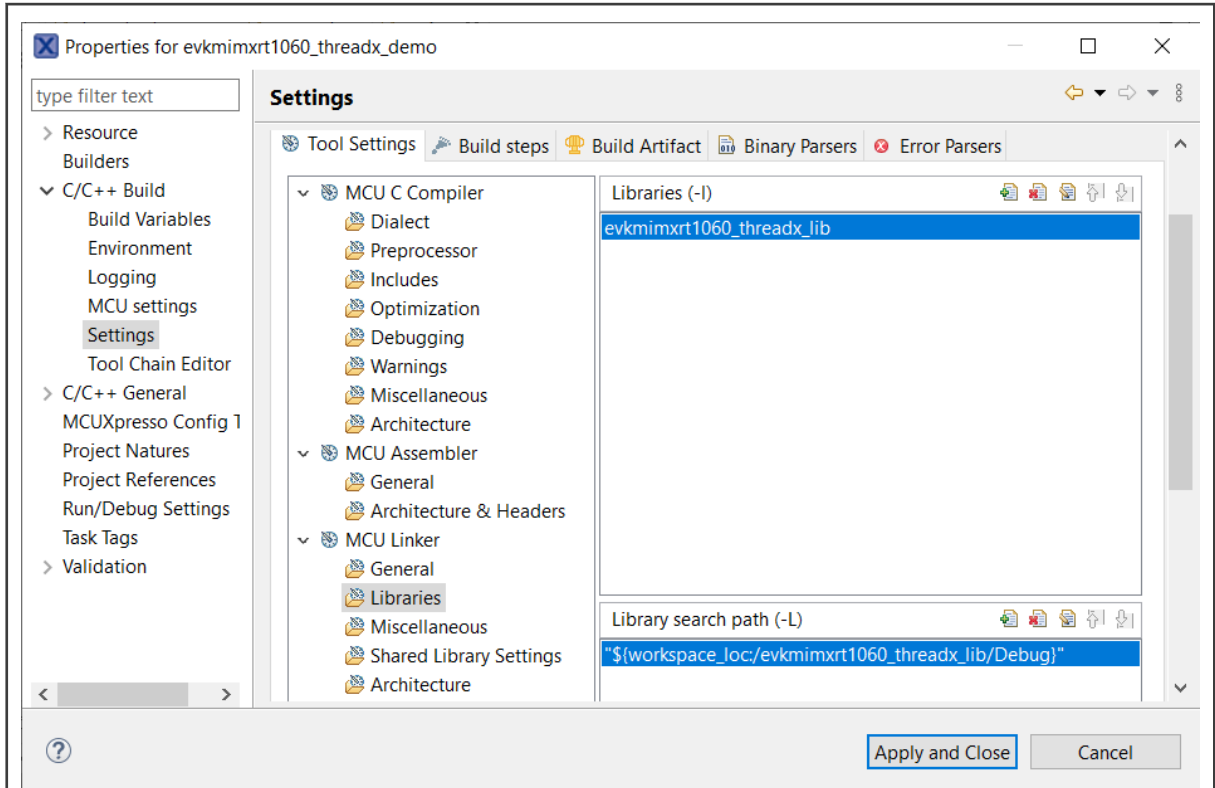 Properties for evkmimxrt1060_threadx_demo
type filter text
Resource
Builders
C/C++ Build
Build Variables
Environment
Logging
MCU settings
Settings
Tool Chain Editor
C/C++ General
MCUXpresso Config T
Project Natures
Project References
Run/Debug Settings
Task Tags
Validation
Settings
Tool Settings Build steps Build Artifact Binary Parsers Error Parsers
MCU C Compiler
Dialect
Preprocessor
Includes
Optimization
Debugging
Warnings
Miscellaneous
Architecture
MCU Assembler
General
Architecture & Headers
MCU Linker
General
Libraries
Miscellaneous
Shared Library Settings
Architecture
Libraries (-l)
evkmimxrt1060_threadx_lib
Library search path (-L)
"${workspace_loc:/evkmimxrt1060_threadx_lib/Debug}"
Apply and Close Cancel